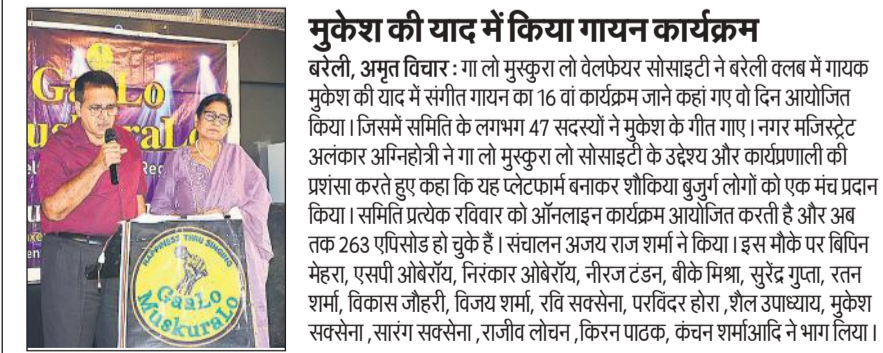 मुकेश की याद में किया गायन कार्यक्रम
बरेली, अमृत विचार : गा लो मुस्कुरा लो वेलफेयर सोसाइटी ने बरेली क्लब में गायक
मुकेश की याद में संगीत गायन का 16 वां कार्यक्रम जाने कहां गए वो दिन आयोजित
किया। जिसमें समिति के लगभग 47 सदस्यों ने मुकेश के गीत गाए। नगर मजिस्ट्रेट
अलंकार अग्निहोत्री ने गा लो मुस्कुरा लो सोसाइटी के उद्देश्य और कार्यप्रणाली की
प्रशंसा करते हुए कहा कि यह प्लेटफार्म बनाकर शौकिया बुजुर्ग लोगों को एक मंच प्रदान
किया। समिति प्रत्येक रविवार को ऑनलाइन कार्यक्रम आयोजित करती है और अब
तक 263 एपिसोड हो चुके हैं। संचालन अजय राज शर्मा ने किया। इस मौके पर बिपिन
मेहरा, एसपी ओबेरॉय, निरंकार ओबेरॉय, नीरज टंडन, बीके मिश्रा, सुरेंद्र गुप्ता, रतन
शर्मा, विकास जौहरी, विजय शर्मा, रवि सक्सेना, परविंदर होरा ,शैल उपाध्याय, मुकेश
सक्सेना ,सारंग सक्सेना ,राजीव लोचन ,किरन पाठक, कंचन शर्माआदि ने भाग लिया।
GaaLo
MuskuraLo
HAPPINESS THRU SINGING
GaaLo
MuskuraLo